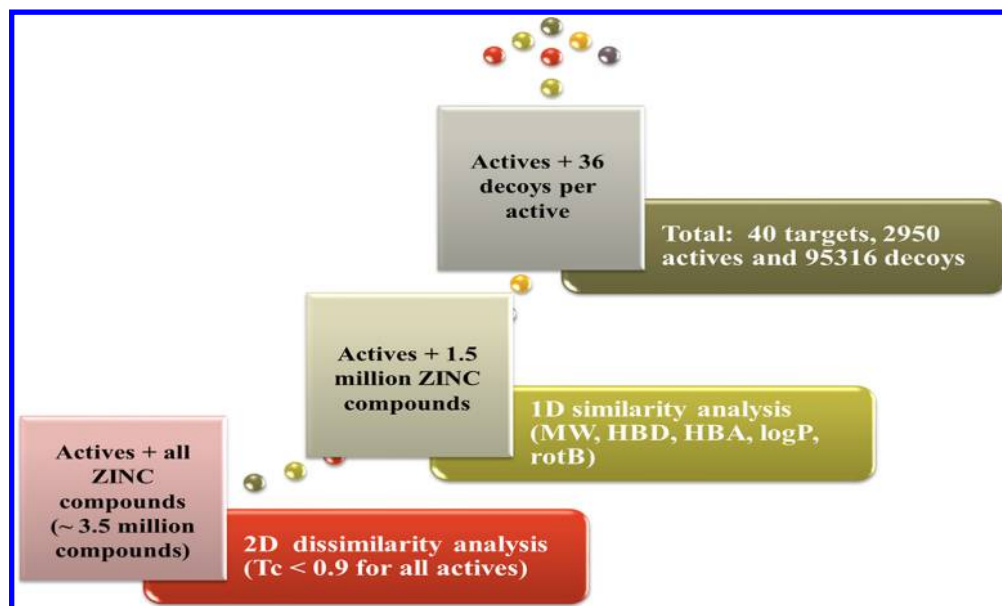 Actives + 36
decoys per
active
Total: 40 targets, 2950
actives and 95316 decoys
Actives + 1.5
million ZINC
compounds
1D similarity analysis
(MW, HBD, HBA, logP,
rotB)
Actives + all
ZINC
compounds
(~ 3.5 million
compounds)
2D dissimilarity analysis
(Tc < 0.9 for all actives)